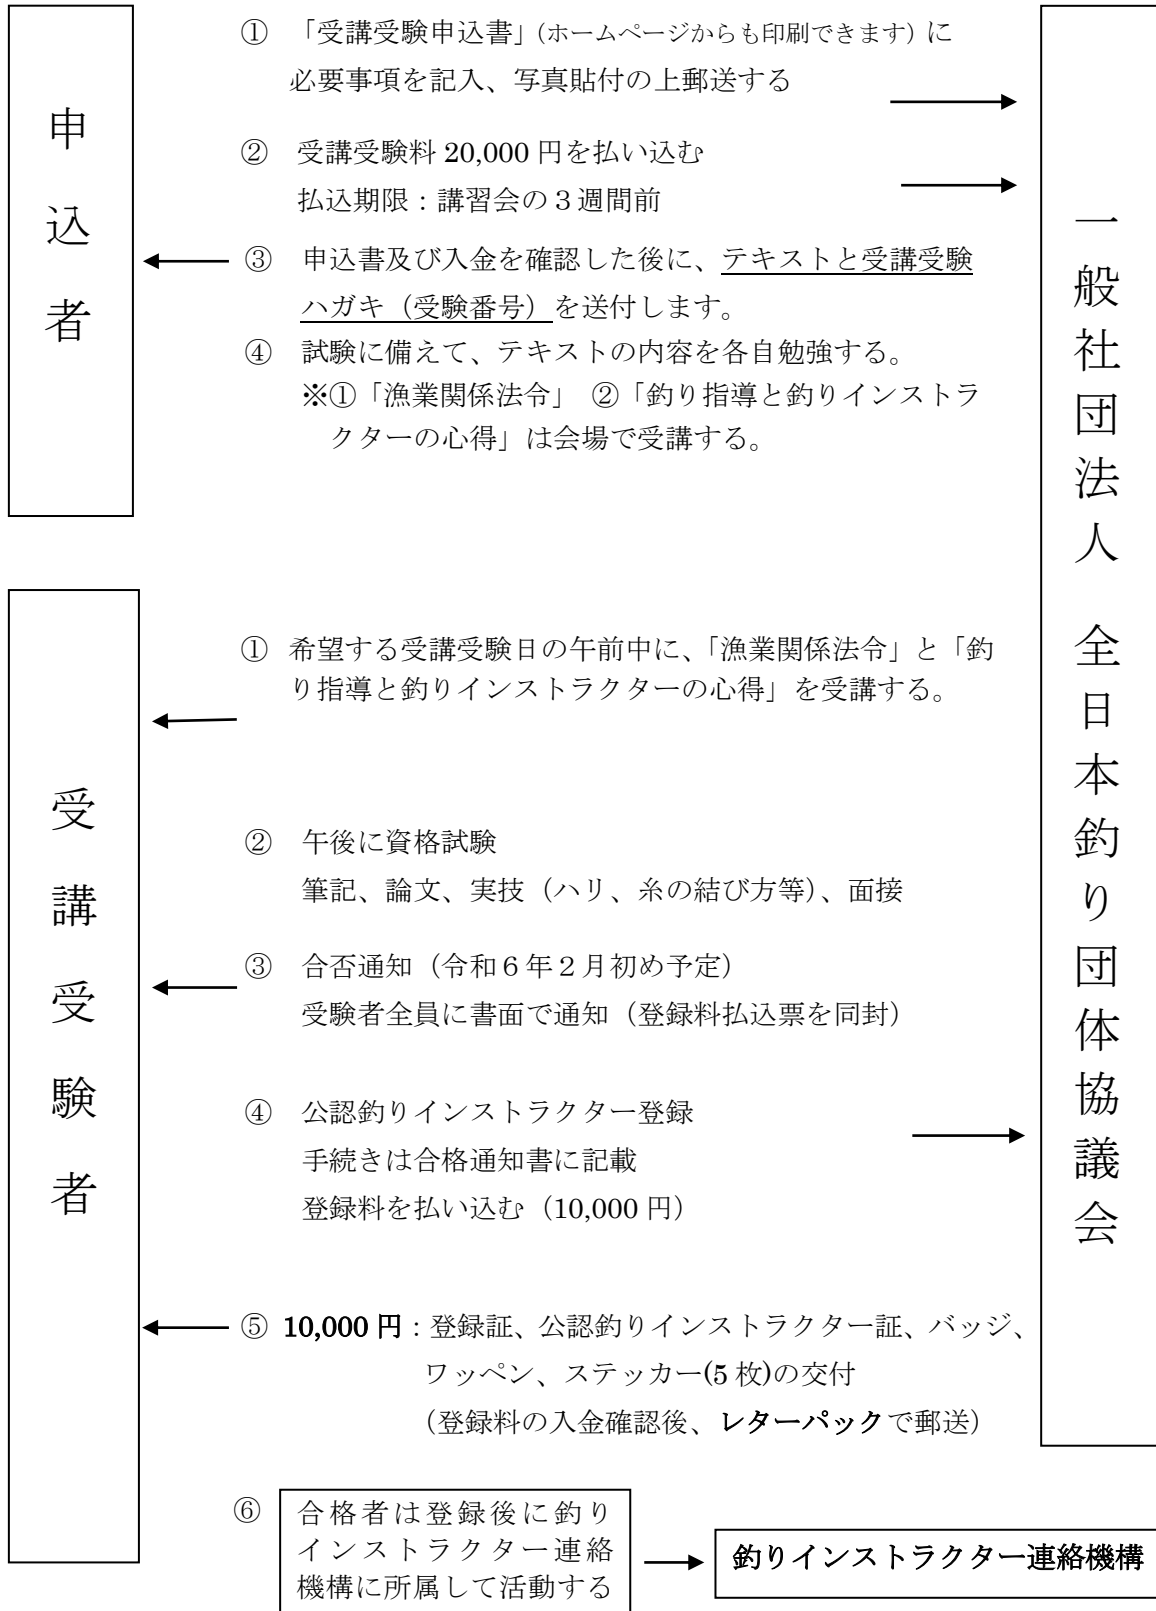 申込者
① 「受講受験申込書」(ホームページからも印刷できます) に
必要事項を記入、写真貼付の上郵送する
② 受講受験料 20,000 円を払い込む
払込期限：講習会の３週間前
③ 申込書及び入金を確認した後に、テキストと受講受験
ハガキ（受験番号）を送付します。
④ 試験に備えて、テキストの内容を各自勉強する。
※①「漁業関係法令」 ②「釣り指導と釣りインストラ
クターの心得」は会場で受講する。
一般社団法人 全日本釣り団体協議会
受講受験者
① 希望する受講受験日の午前中に、「漁業関係法令」と「釣
り指導と釣りインストラクターの心得」を受講する。
② 午後に資格試験
筆記、論文、実技（ハリ、糸の結び方等）、面接
③ 合否通知（令和６年２月初め予定）
受験者全員に書面で通知（登録料払込票を同封）
④ 公認釣りインストラクター登録
手続きは合格通知書に記載
登録料を払い込む（10,000 円）
⑤ 10,000 円：登録証、公認釣りインストラクター証、バッジ、
ワッペン、ステッカー(5 枚)の交付
（登録料の入金確認後、レターパックで郵送）
⑥ 合格者は登録後に釣り
インストラクター連絡
機構に所属して活動する
釣りインストラクター連絡機構